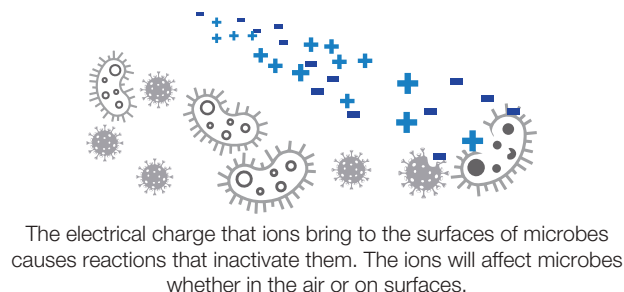 The electrical charge that ions bring to the surfaces of microbes
causes reactions that inactivate them. The ions will affect microbes
whether in the air or on surfaces.